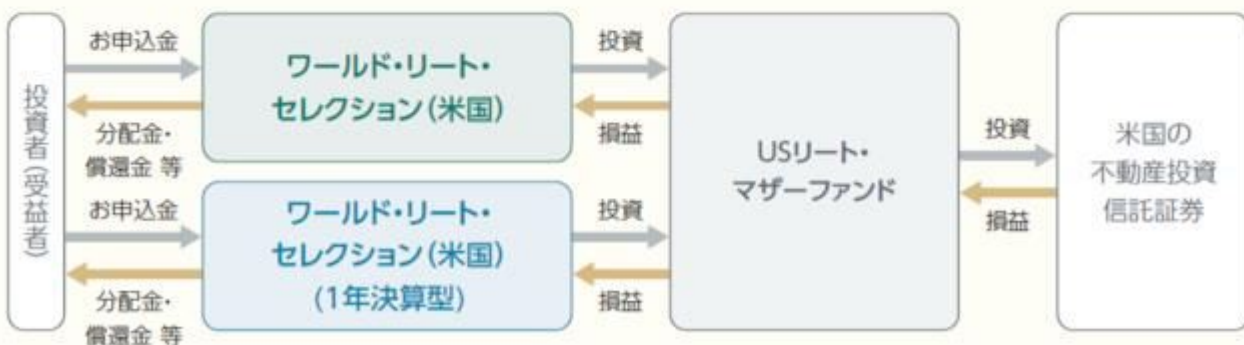 投資者(受益者)
お申込金
分配金・
償還金 等
お申込金
分配金・
償還金 等
ワールド・リート・
セレクション(米国)
ワールド・リート・
セレクション(米国)
(1年決算型)
投資
損益
投資
損益
USリート・
マザーファンド
投資
損益
米国の
不動産投資
信託証券